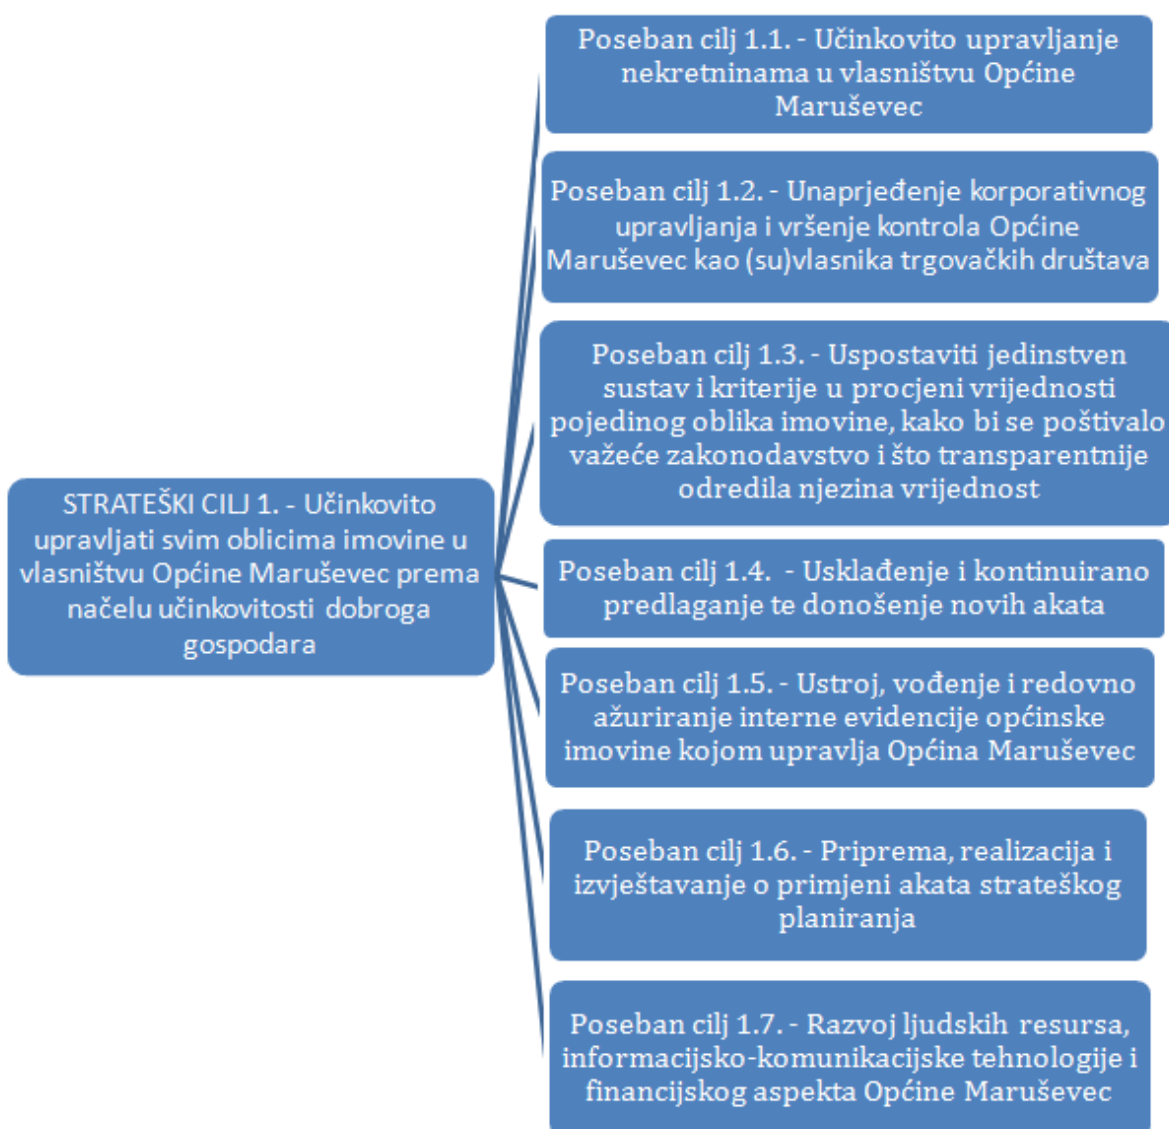 STRATEŠKI CILJ 1. - Učinkovito
upravljati svim oblicima imovine u
vlasništvu Općine Maruševec prema
načelu učinkovitosti dobroga
gospodara
Poseban cilj 1.1. - Učinkovito upravljanje
nekretninama u vlasništvu Općine
Maruševec
Poseban cilj 1.2. - Unaprjeđenje korporativnog
upravljanja i vršenje kontrola Općine
Maruševec kao (su)vlasnika trgovačkih društava
Poseban cilj 1.3. - Uspostaviti jedinstven
sustav i kriterije u procjeni vrijednosti
pojedinog oblika imovine, kako bi se poštivalo
važeće zakonodavstvo i što transparentnije
odredila njezina vrijednost
Poseban cilj 1.4. - Usklađenje i kontinuirano
predlaganje te donošenje novih akata
Poseban cilj 1.5. - Ustroj, vođenje i redovno
ažuriranje interne evidencije općinske
imovine kojom upravlja Općina Maruševec
Poseban cilj 1.6. - Priprema, realizacija i
izvještavanje o primjeni akata strateškog
planiranja
Poseban cilj 1.7. - Razvoj ljudskih resursa,
informacijsko-komunikacijske tehnologije i
financijskog aspekta Općine Maruševec